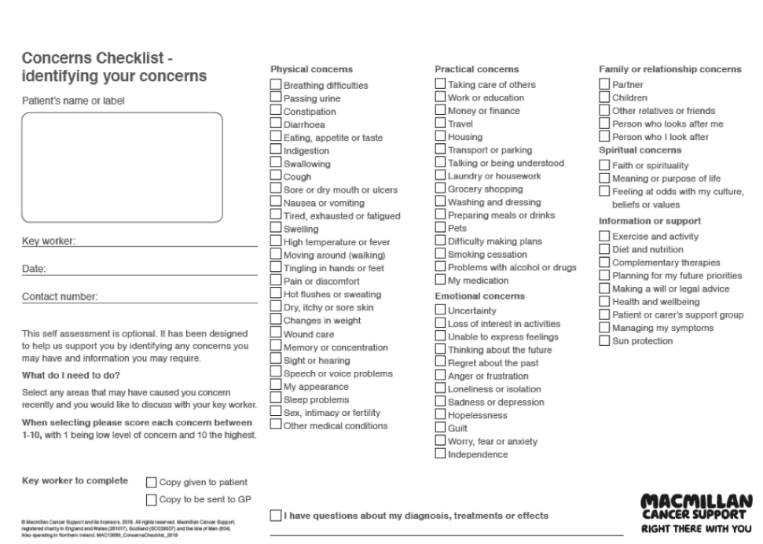 Concerns Checklist -
identifying your concerns
Patient's name or label
Key worker:
Date:
Contact number:
This self assessment is optional. It has been designed
to help us support you by identifying any concerns you
may have and information you may require.
What do I need to do?
Select any areas that may have caused you concern
recently and you would like to discuss with your key worker.
When selecting please score each concern between
1-10, with 1 being low level of concern and 10 the highest.
Key worker to complete
Copy given to patient
Copy to be sent to GP
© Macmillan Cancer Support and its licensors, 2018. All rights reserved. Macmillan Cancer Support,
registered charity in England and Wales (261017), Scotland (SC039907) and the Isle of Man (604).
Also operating in Northern Ireland.
Physical concerns
Breathing difficulties
Passing urine
Constipation
Diarrhoea
Eating, appetite or taste
Indigestion
Swallowing
Cough
Sore or dry mouth or ulcers
Nausea or vomiting
Tired, exhausted or fatigued
Swelling
High temperature or fever
Moving around (walking)
Tingling in hands or feet
Pain or discomfort
Hot flushes or sweating
Dry, itchy or sore skin
Changes in weight
Wound care
Memory or concentration
Sight or hearing
Speech or voice problems
My appearance
Sleep problems
Sex, intimacy or fertility
Other medical conditions
Practical concerns
Taking care of others
Work or education
Money or finance
Travel
Housing
Transport or parking
Talking or being understood
Laundry or housework
Grocery shopping
Washing and dressing
Preparing meals or drinks
Pets
Difficulty making plans
Smoking cessation
Problems with alcohol or drugs
My medication
Emotional concerns
Uncertainty
Loss of interest in activities
Unable to express feelings
Thinking about the future
Regret about the past
Anger or frustration
Loneliness or isolation
Sadness or depression
Hopelessness
Guilt
Worry, fear or anxiety
Independence
Family or relationship concerns
Partner
Children
Other relatives or friends
Person who looks after me
Person who I look after
Spiritual concerns
Faith or spirituality
Meaning or purpose of life
Feeling at odds with my culture,
beliefs or values
Information or support
Exercise and activity
Diet and nutrition
Complementary therapies
Planning for my future priorities
Making a will or legal advice
Health and wellbeing
Patient or carer's support group
Managing my symptoms
Sun protection
I have questions about my diagnosis, treatments or effects
MACMILLAN
CANCER SUPPORT
RIGHT THERE WITH YOU